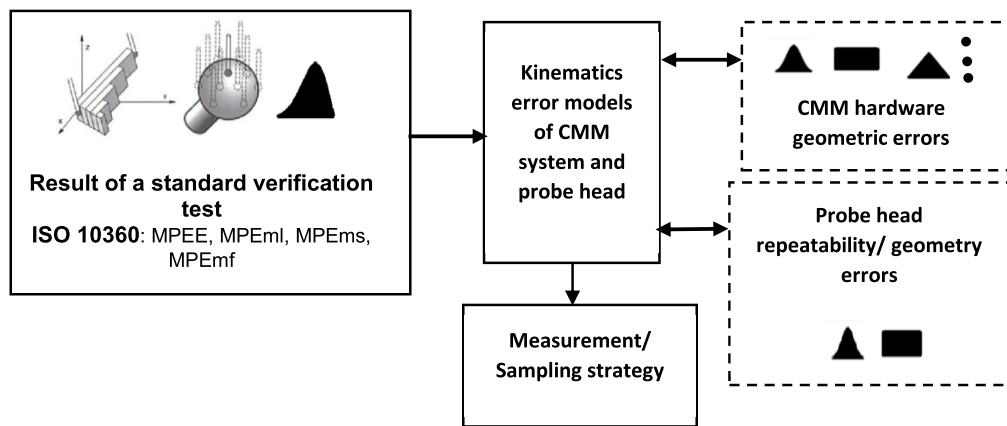 Z
Y
X
Result of a standard verification
test
ISO 10360: MPEE, MPEml, MPEms,
MPEmf
Kinematics
error models
of CMM
system and
probe head
CMM hardware
geometric errors
Probe head
repeatability/ geometry
errors
Measurement/
Sampling strategy